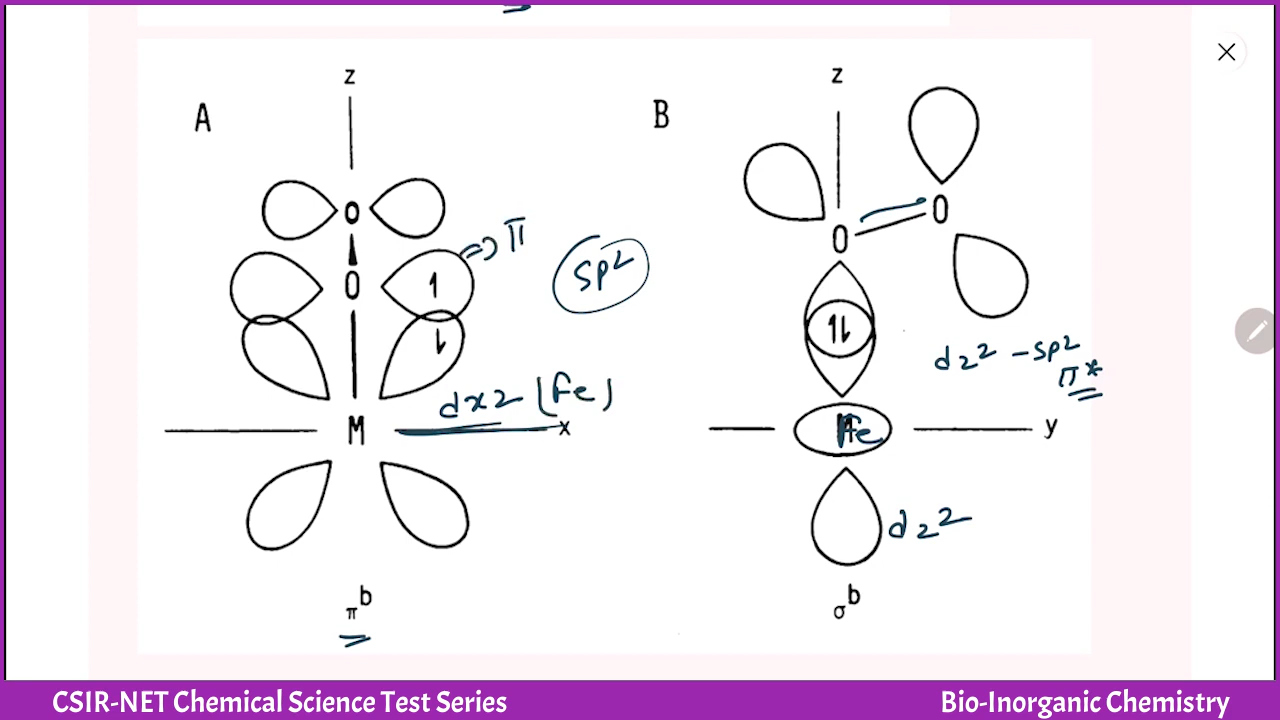 z
A
O
O
1
⇂
π
sp²
dxz (Fe)
M
x
πᵇ
z
B
O
O
1⇂
dz² - sp²
π*
Fe
y
dz²
σᵇ
CSIR-NET Chemical Science Test Series
Bio-Inorganic Chemistry